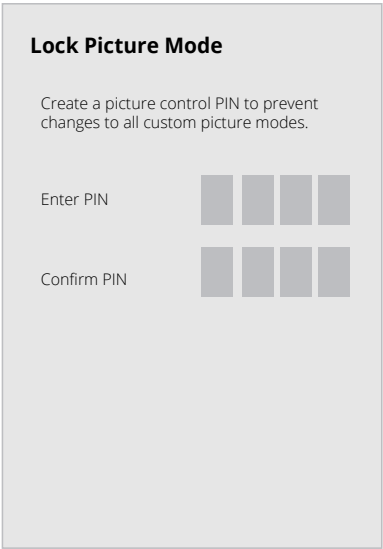 Lock Picture Mode
Create a picture control PIN to prevent
changes to all custom picture modes.
Enter PIN
Confirm PIN